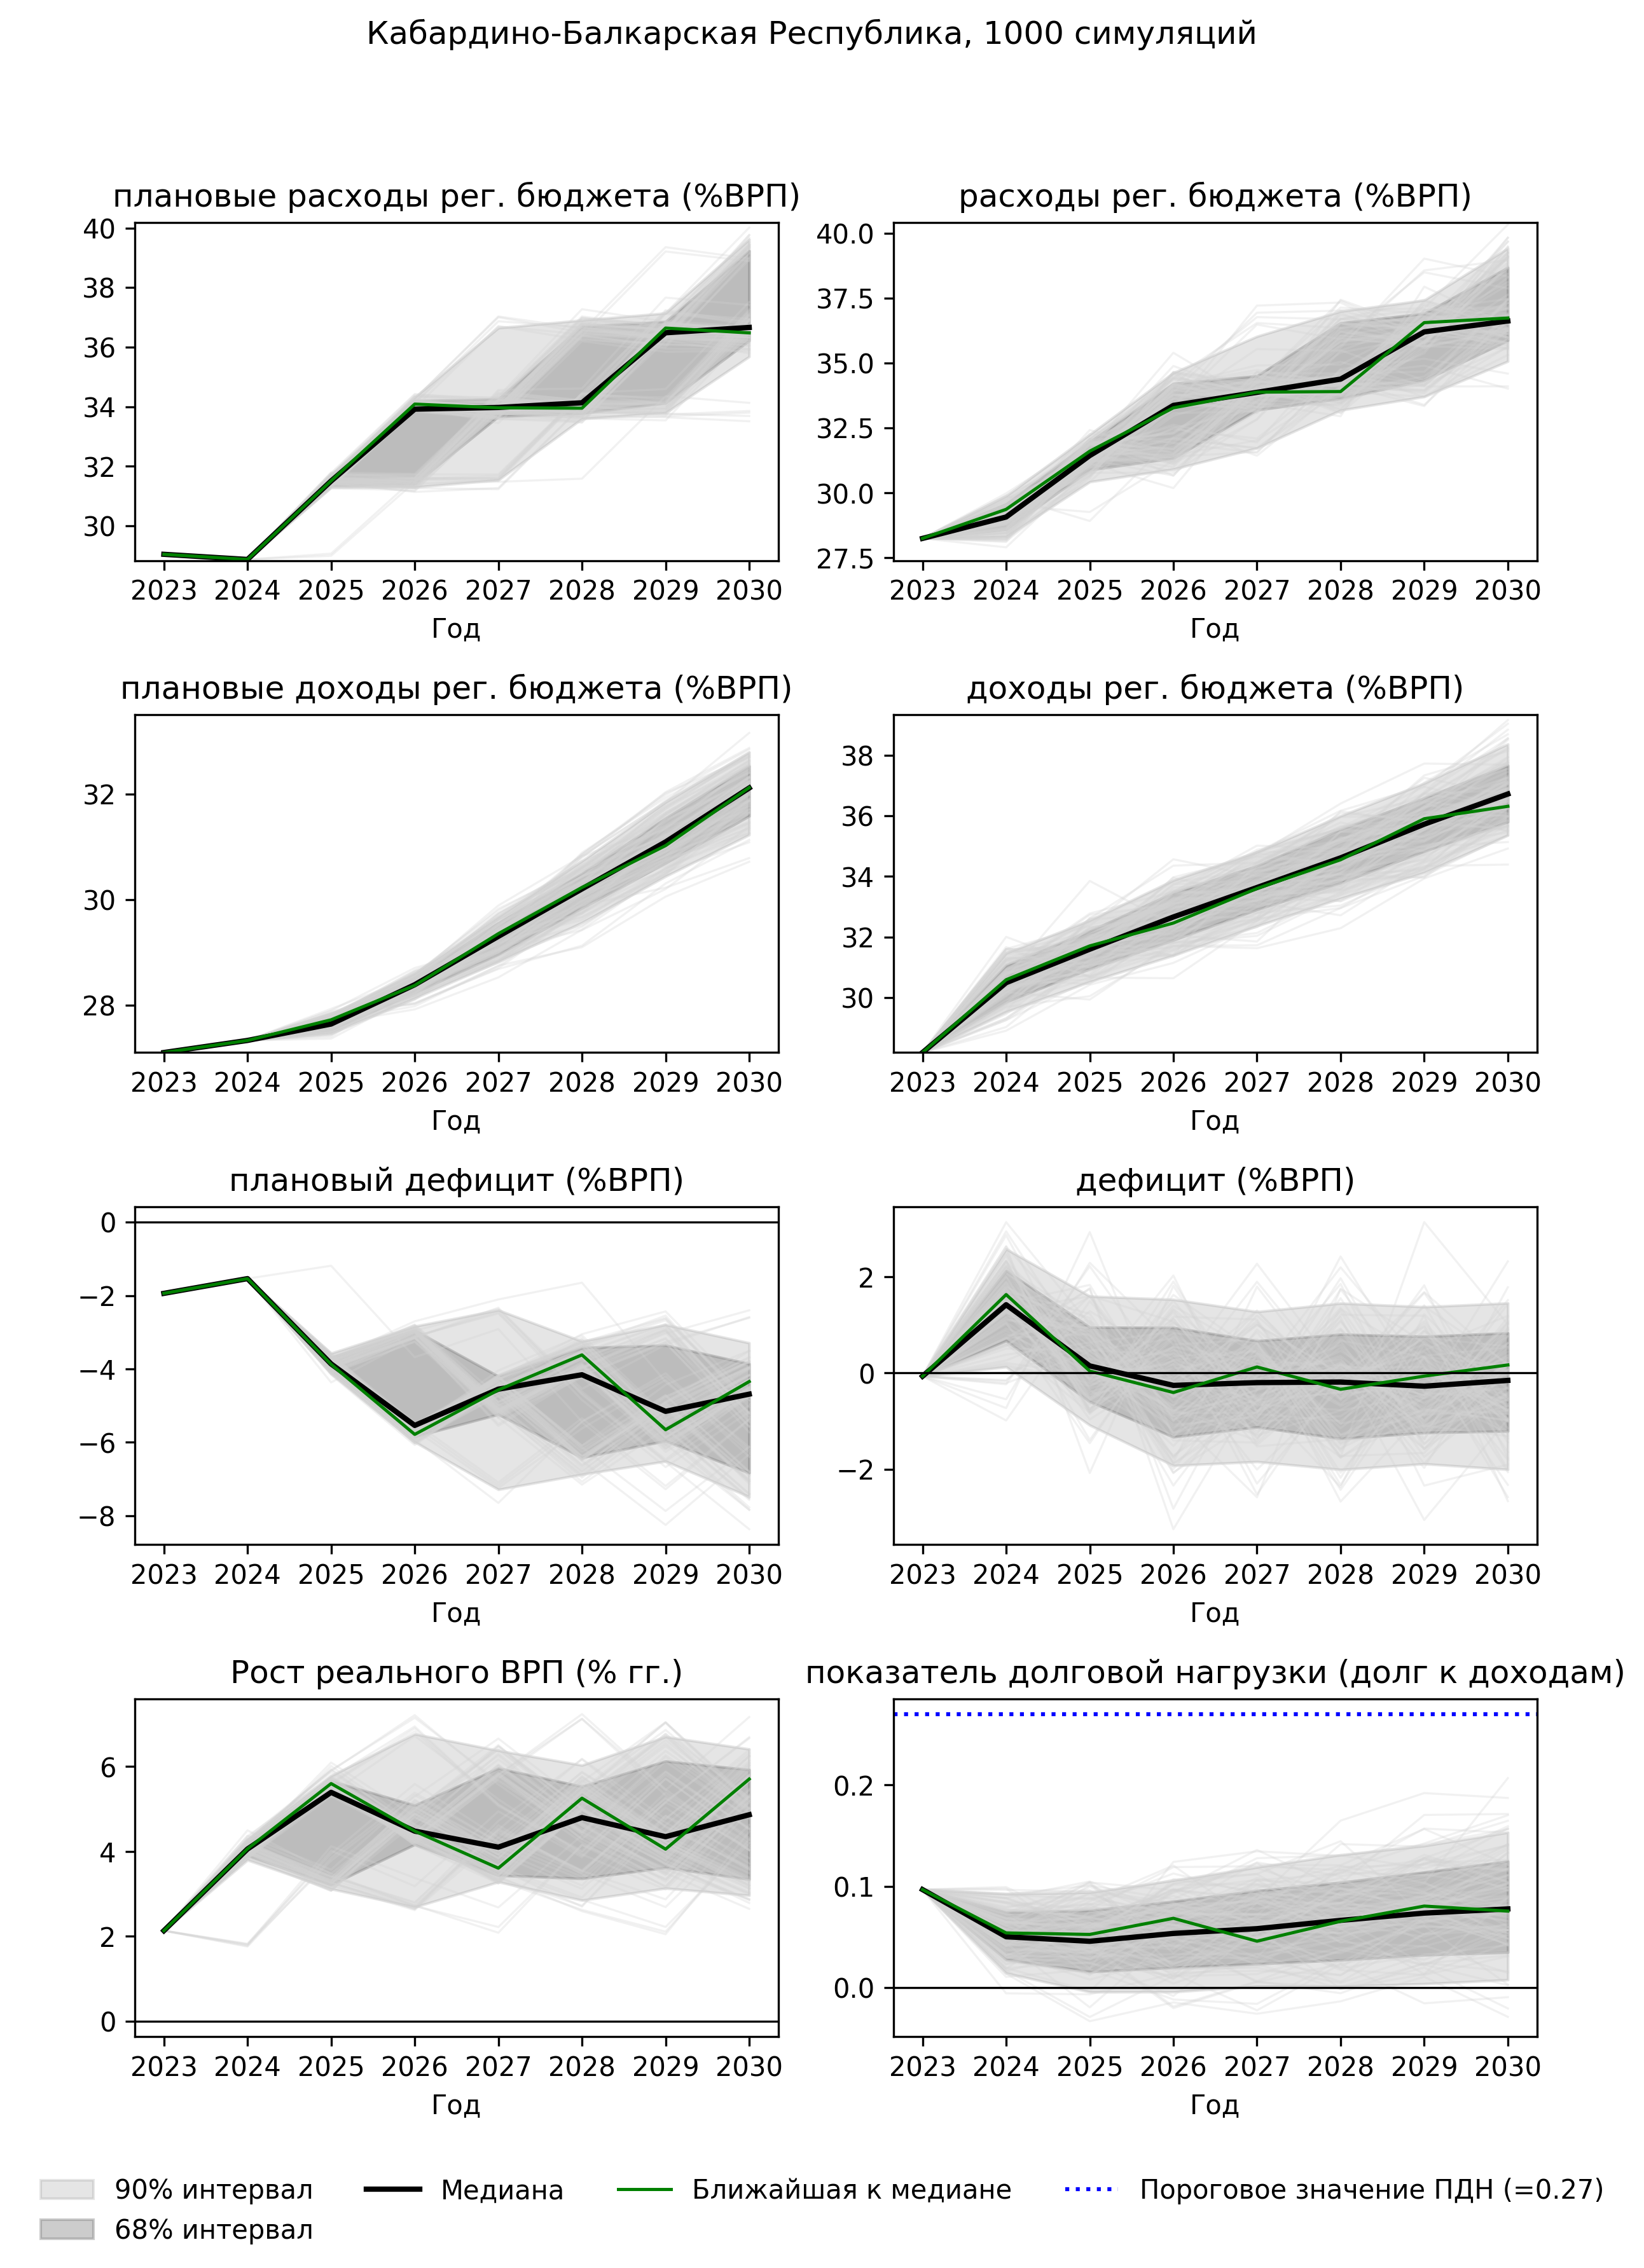 Кабардино-Балкарская Республика, 1000 симуляций
плановые расходы рег. бюджета (%ВРП)
40
38
36
34
32
30
2023 2024 2025 2026 2027 2028 2029 2030
Год
расходы рег. бюджета (%ВРП)
40.0
37.5
35.0
32.5
30.0
27.5
2023 2024 2025 2026 2027 2028 2029 2030
Год
плановые доходы рег. бюджета (%ВРП)
32
30
28
2023 2024 2025 2026 2027 2028 2029 2030
Год
доходы рег. бюджета (%ВРП)
38
36
34
32
30
2023 2024 2025 2026 2027 2028 2029 2030
Год
плановый дефицит (%ВРП)
0
−2
−4
−6
−8
2023 2024 2025 2026 2027 2028 2029 2030
Год
дефицит (%ВРП)
2
0
−2
2023 2024 2025 2026 2027 2028 2029 2030
Год
Рост реального ВРП (% гг.)
6
4
2
0
2023 2024 2025 2026 2027 2028 2029 2030
Год
показатель долговой нагрузки (долг к доходам)
0.2
0.1
0.0
2023 2024 2025 2026 2027 2028 2029 2030
Год
90% интервал
68% интервал
Медиана
Ближайшая к медиане
Пороговое значение ПДН (=0.27)